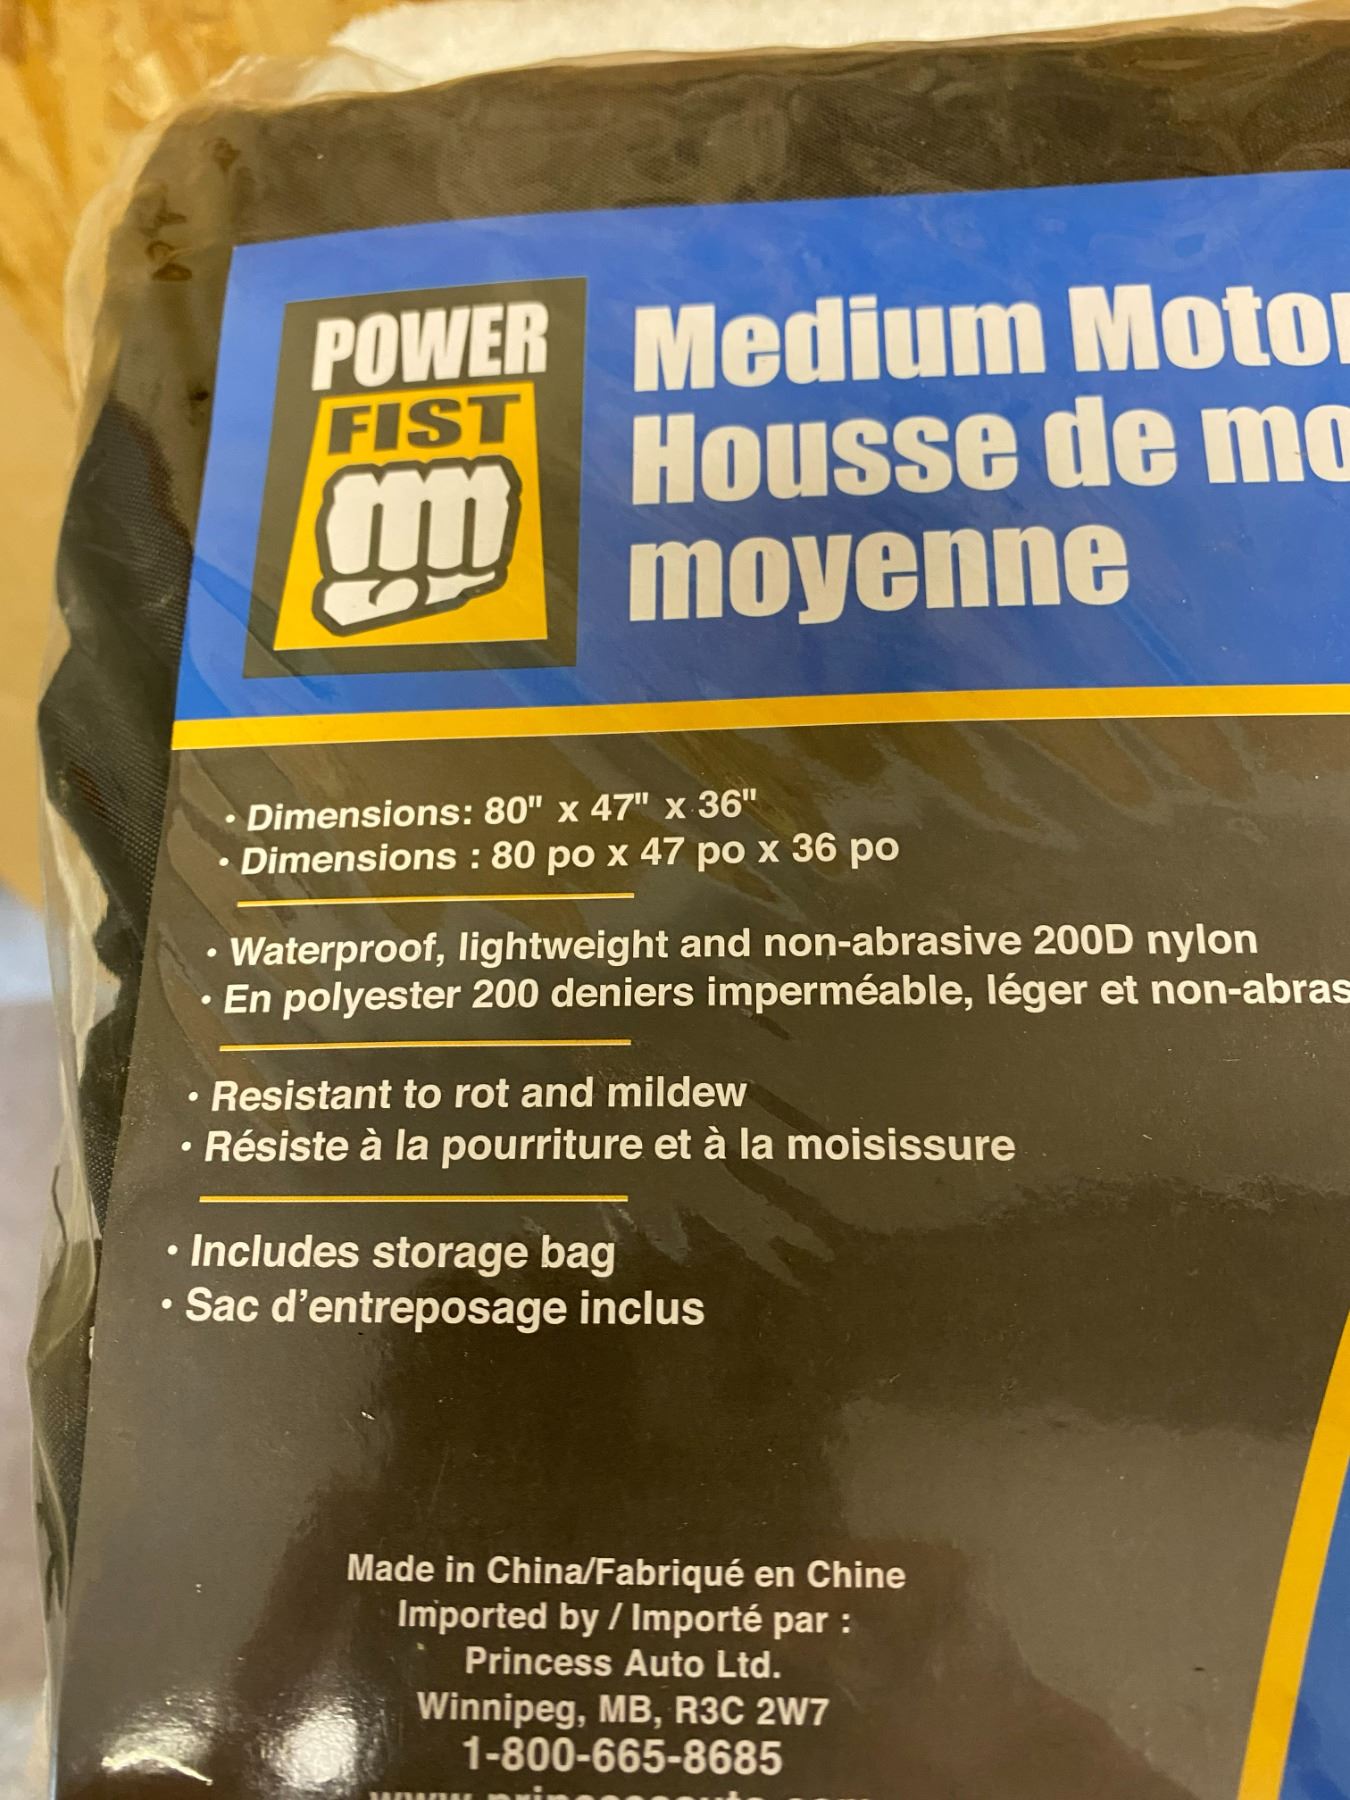 POWER
FIST
Medium Motor
Housse de mo
moyenne
• Dimensions: 80" x 47" x 36"
• Dimensions : 80 po x 47 po x 36 po
• Waterproof, lightweight and non-abrasive 200D nylon
• En polyester 200 deniers imperméable, léger et non-abras
• Resistant to rot and mildew
• Résiste à la pourriture et à la moisissure
• Includes storage bag
• Sac d'entreposage inclus
Made in China/Fabriqué en Chine
Imported by / Importé par :
Princess Auto Ltd.
Winnipeg, MB, R3C 2W7
1-800-665-8685
www.princessauto.com